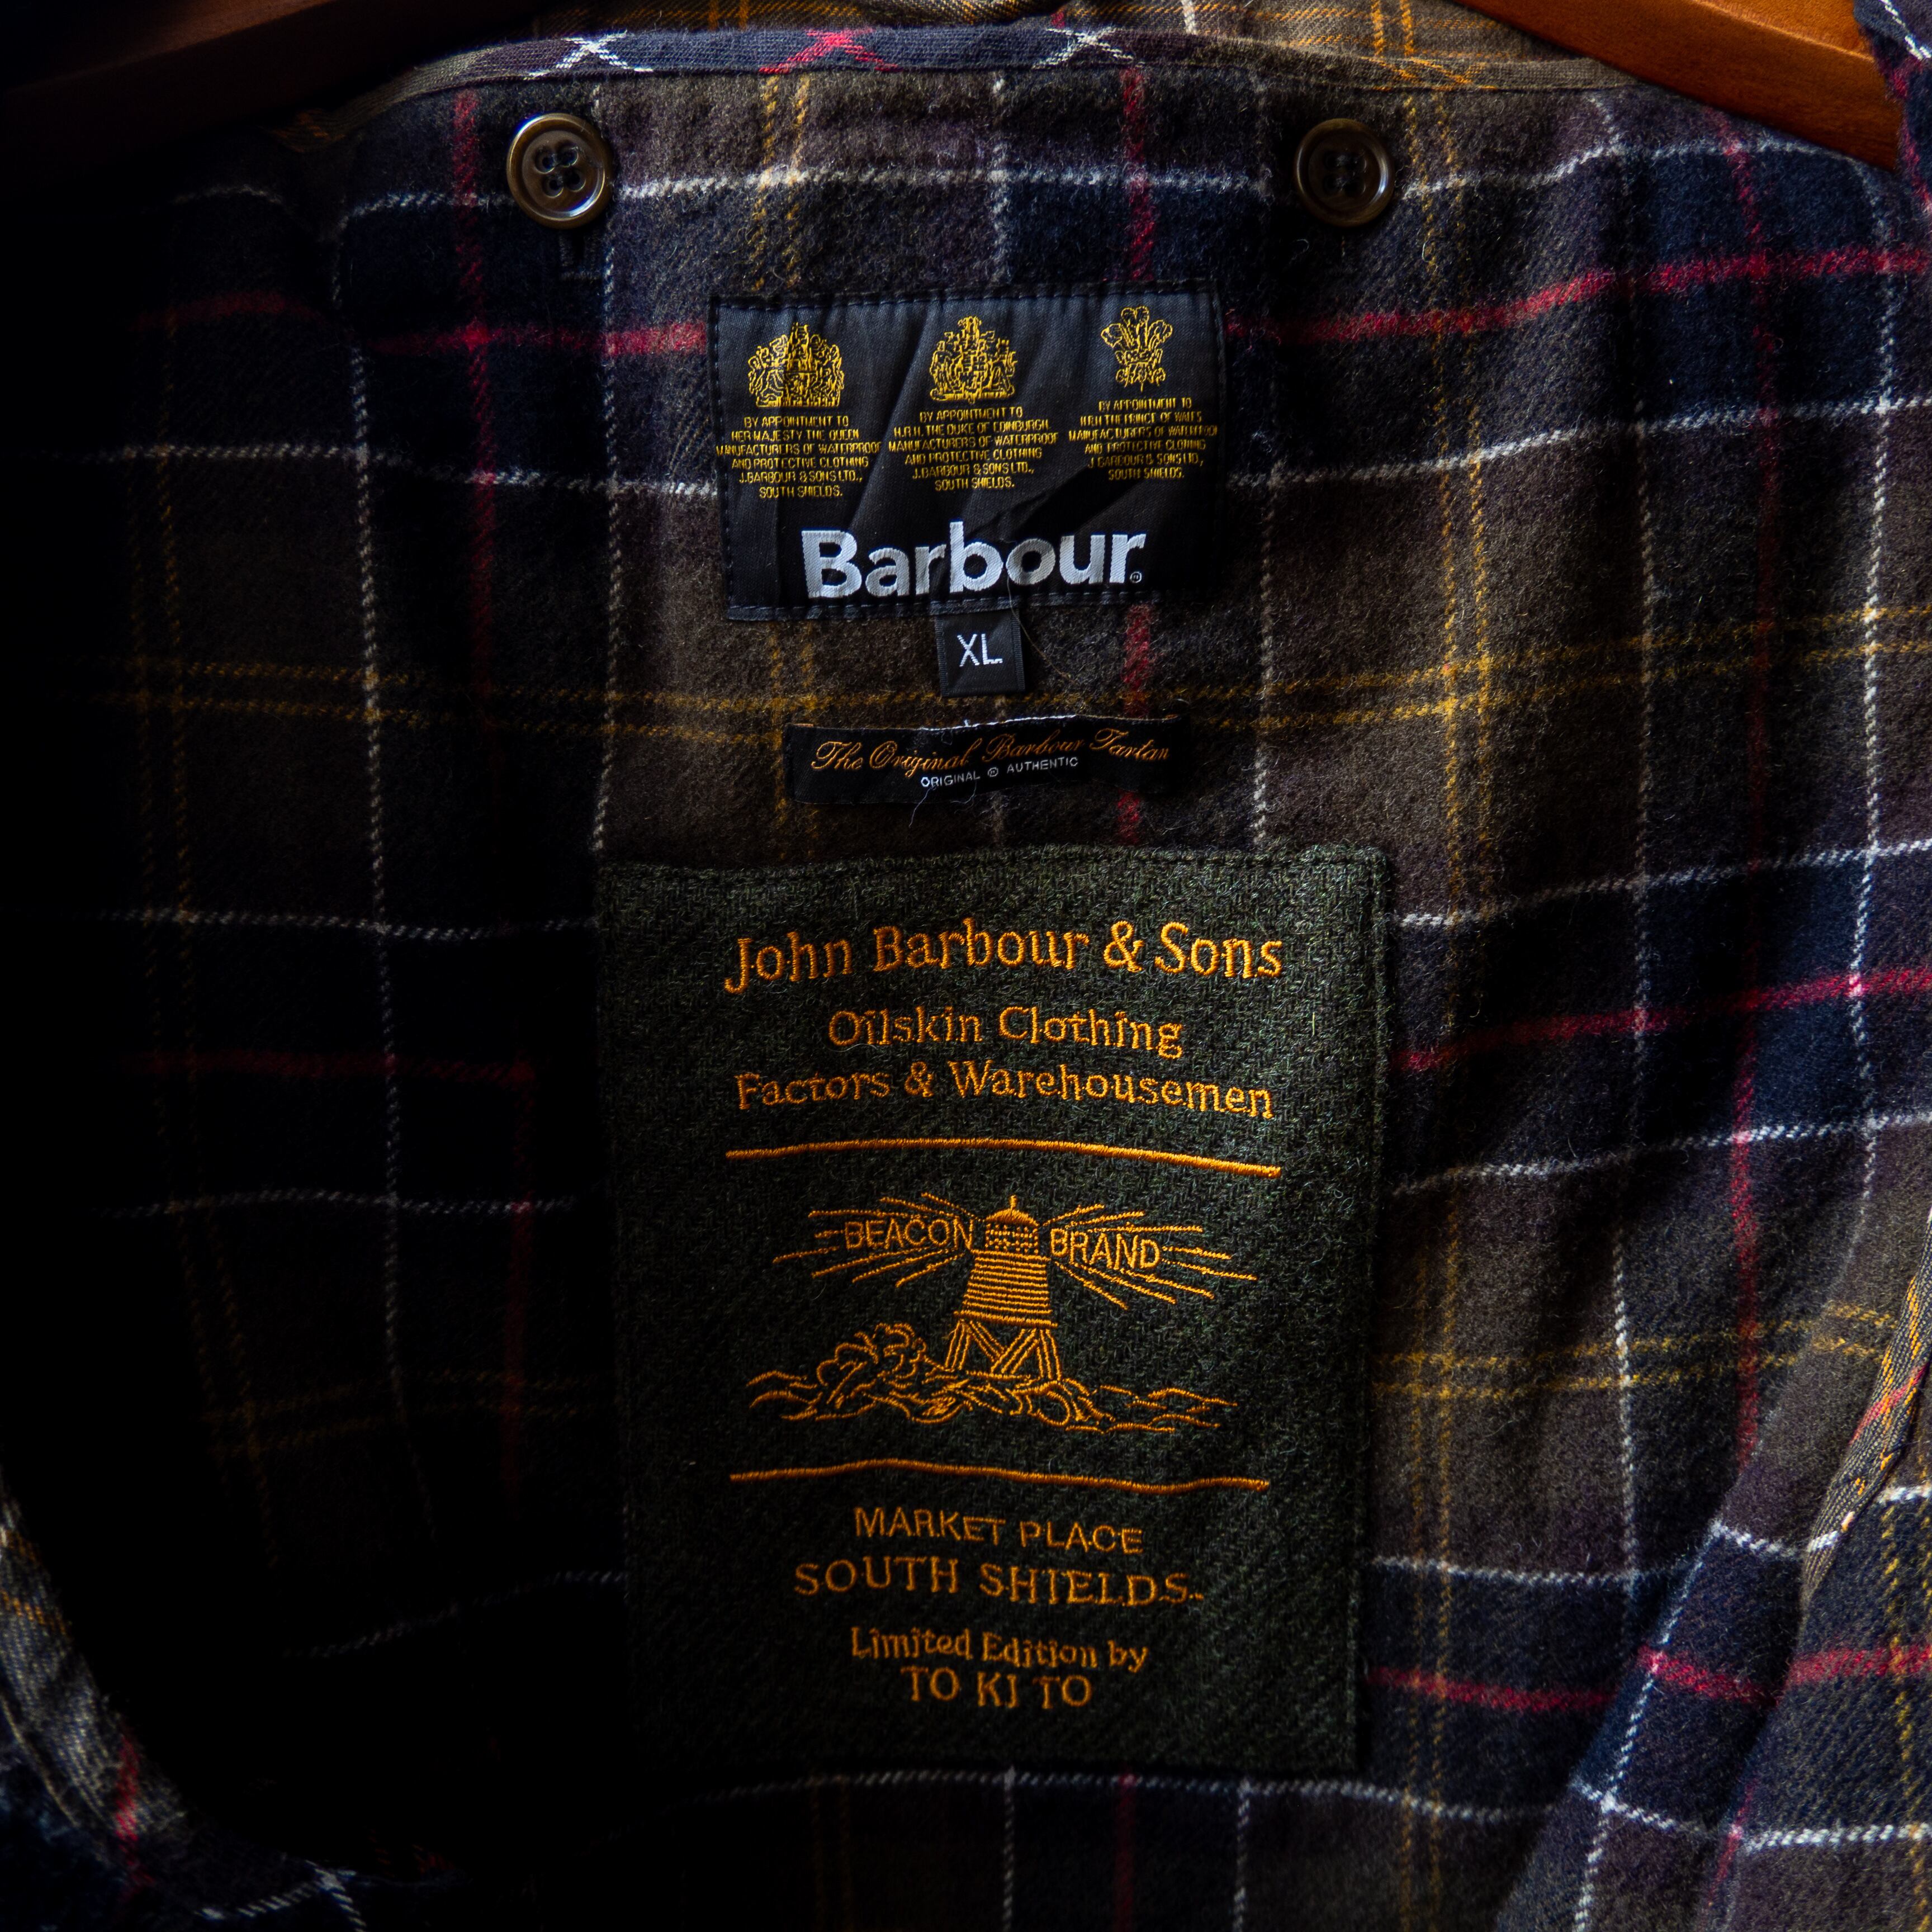 BY APPOINTMENT TO
HER MAJESTY THE QUEEN
MANUFACTURERS OF WATERPROOF
AND PROTECTIVE CLOTHING
J.BARBOUR & SONS LTD.,
SOUTH SHIELDS.
BY APPOINTMENT TO
H.R.H. THE DUKE OF EDINBURGH
MANUFACTURERS OF WATERPROOF
AND PROTECTIVE CLOTHING
J.BARBOUR & SONS LTD.,
SOUTH SHIELDS.
BY APPOINTMENT TO
H.R.H THE PRINCE OF WALES
MANUFACTURERS OF WATERPROOF
AND PROTECTIVE CLOTHING
J BARBOUR & SONS LTD,
SOUTH SHIELDS.
Barbour®
XL
The Original Barbour Tartan
ORIGINAL © AUTHENTIC
John Barbour & Sons
Oilskin Clothing
Factors & Warehousemen
BEACON BRAND
MARKET PLACE
SOUTH SHIELDS.
Limited Edition by
TO KI TO